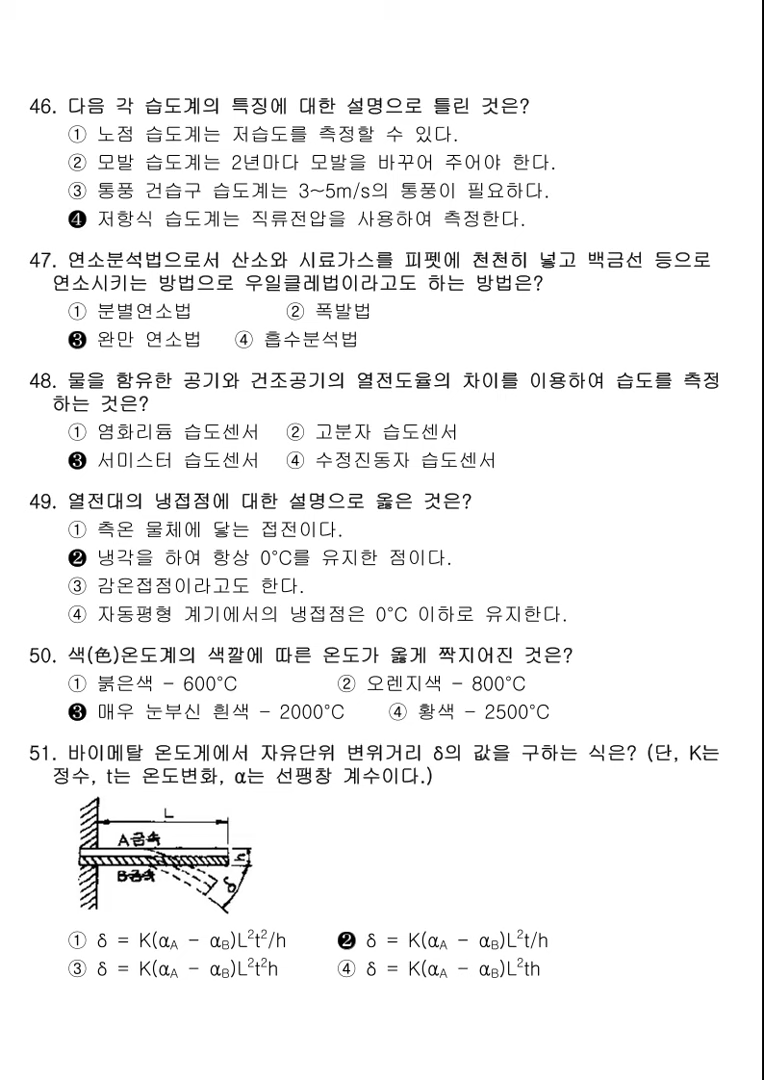 46. 다음 각 습도계의 특징에 대한 설명으로 틀린 것은?
① 노점 습도계는 저습도를 측정할 수 있다.
② 모발 습도계는 2년마다 모발을 바꾸어 주어야 한다.
③ 통풍 건습구 습도계는 3~5m/s의 통풍이 필요하다.
❹ 저항식 습도계는 직류전압을 사용하여 측정한다.
47. 연소분석법으로서 산소와 시료가스를 피펫에 천천히 넣고 백금선 등으로
연소시키는 방법으로 우일클레법이라고도 하는 방법은?
① 분별연소법 ② 폭발법
❸ 완만 연소법 ④ 흡수분석법
48. 물을 함유한 공기와 건조공기의 열전도율의 차이를 이용하여 습도를 측정
하는 것은?
① 염화리듐 습도센서 ② 고분자 습도센서
❸ 서미스터 습도센서 ④ 수정진동자 습도센서
49. 열전대의 냉접점에 대한 설명으로 옳은 것은?
① 측온 물체에 닿는 접전이다.
❷ 냉각을 하여 항상 0°C를 유지한 점이다.
③ 감온접점이라고도 한다.
④ 자동평형 계기에서의 냉접점은 0°C 이하로 유지한다.
50. 색(色)온도계의 색깔에 따른 온도가 옳게 짝지어진 것은?
① 붉은색 - 600°C ② 오렌지색 - 800°C
❸ 매우 눈부신 흰색 - 2000°C ④ 황색 - 2500°C
51. 바이메탈 온도게에서 자유단위 변위거리 δ의 값을 구하는 식은? (단, K는
정수, t는 온도변화, α는 선팽창 계수이다.)
L
A금속
h
B금속
δ
① δ = K(α<sub>A</sub> - α<sub>B</sub>)L²t²/h ❷ δ = K(α<sub>A</sub> - α<sub>B</sub>)L²t/h
③ δ = K(α<sub>A</sub> - α<sub>B</sub>)L²t²h ④ δ = K(α<sub>A</sub> - α<sub>B</sub>)L²th